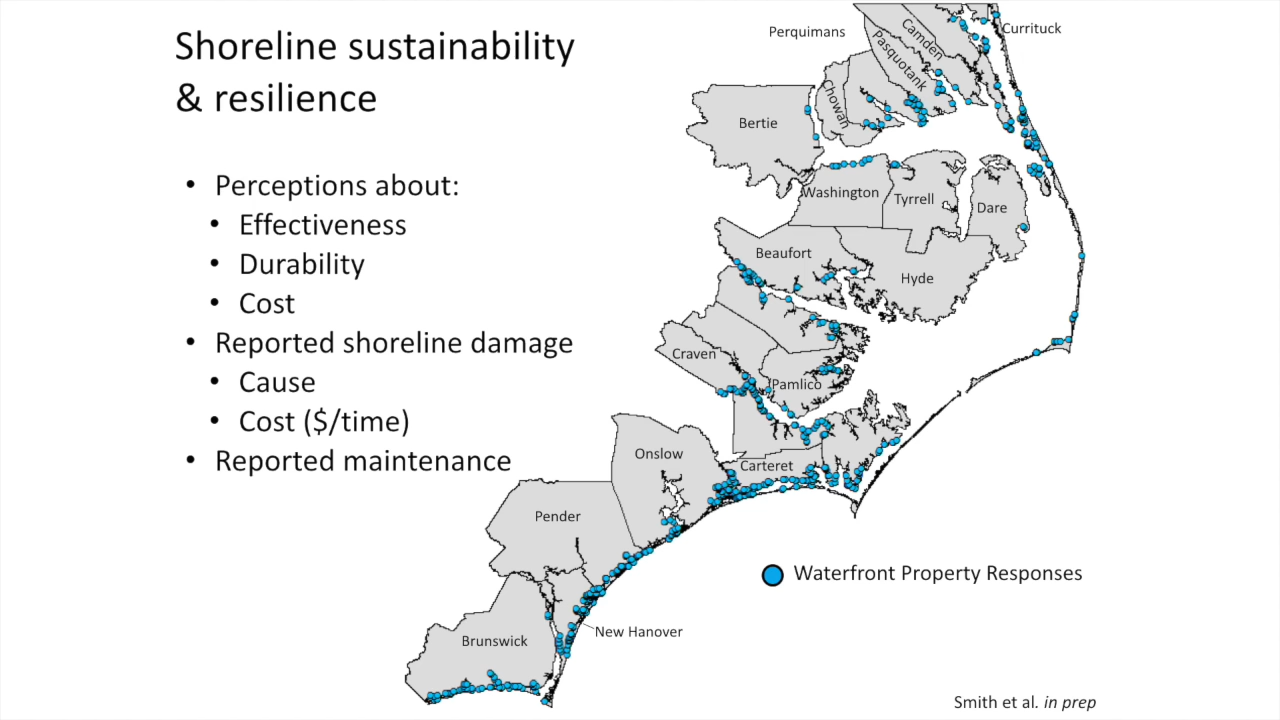 Shoreline sustainability
& resilience
• Perceptions about:
• Effectiveness
• Durability
• Cost
• Reported shoreline damage
• Cause
• Cost ($/time)
• Reported maintenance
Perquimans
Currituck
Camden
Pasquotank
Chowan
Bertie
Washington
Tyrrell
Dare
Beaufort
Hyde
Craven
Pamlico
Onslow
Carteret
Pender
New Hanover
Brunswick
Waterfront Property Responses
Smith et al. in prep